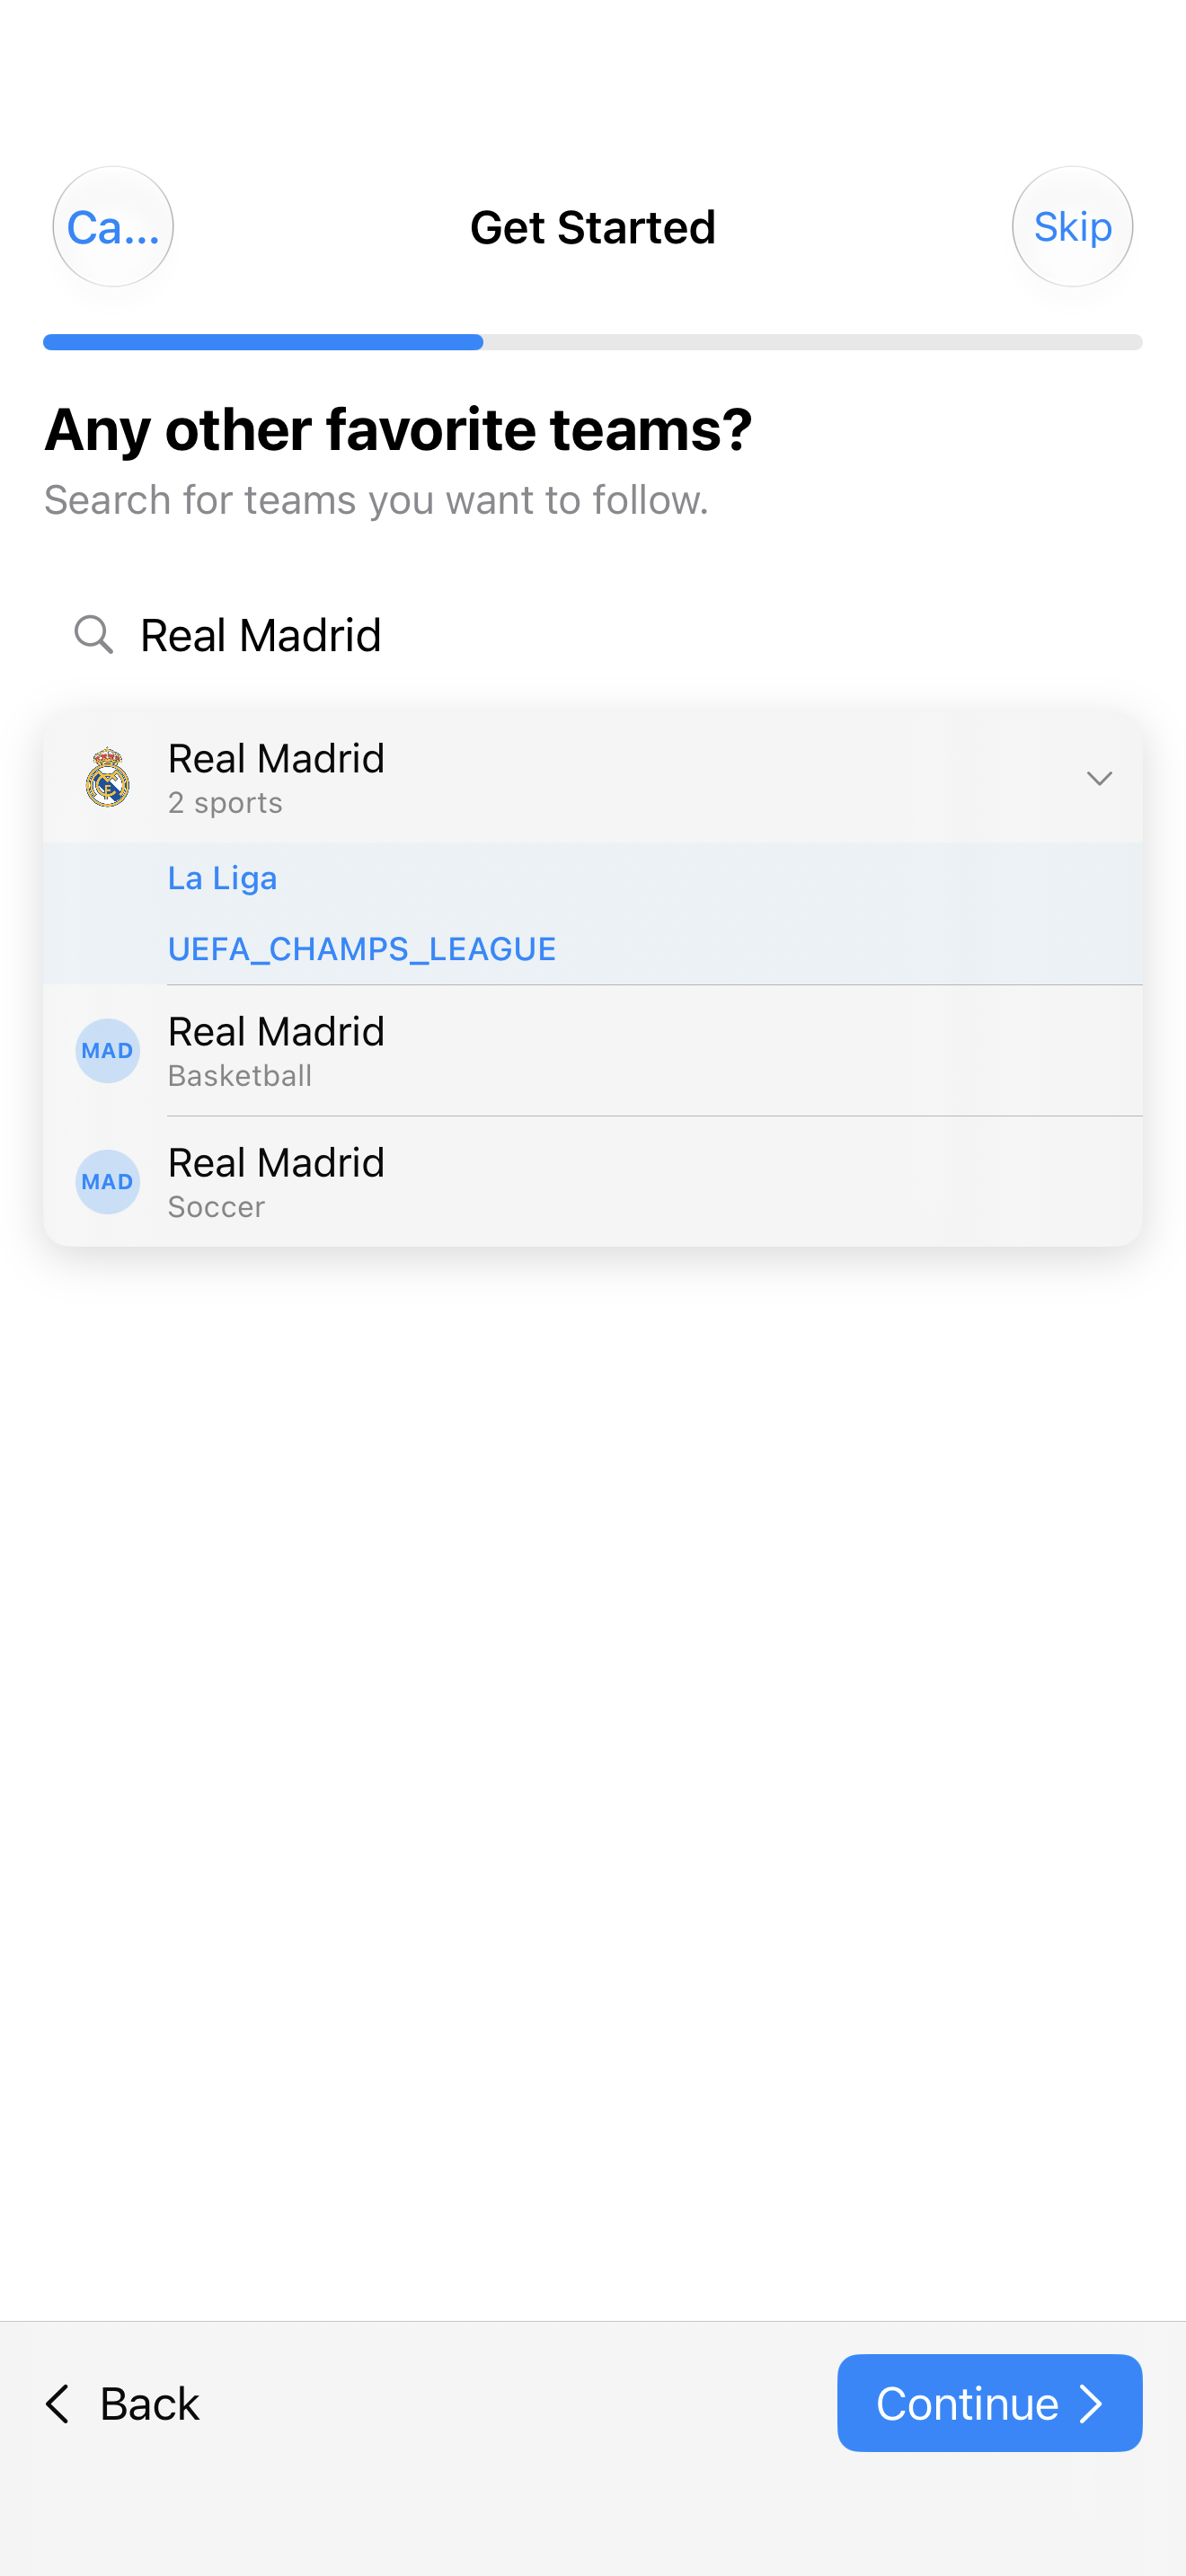 Ca...
Get Started
Skip
Any other favorite teams?
Search for teams you want to follow.
Real Madrid
Real Madrid
2 sports
La Liga
UEFA_CHAMPS_LEAGUE
MAD
Real Madrid
Basketball
MAD
Real Madrid
Soccer
Back
Continue